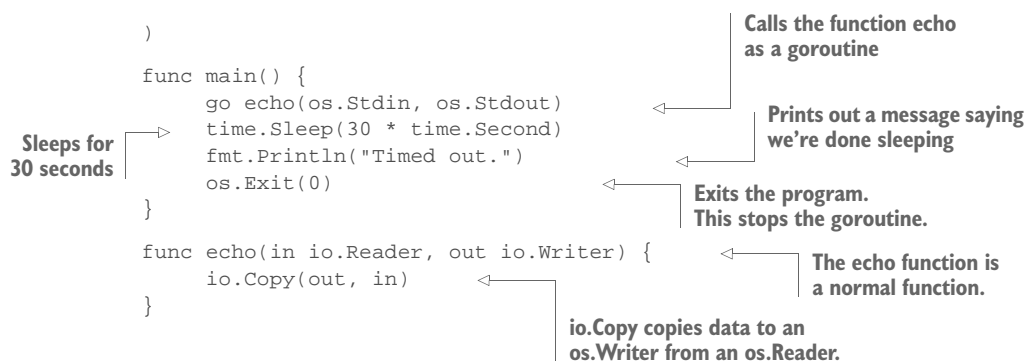 )
Calls the function echo
as a goroutine
func main() {
go echo(os.Stdin, os.Stdout)
Sleeps for
30 seconds
time.Sleep(30 * time.Second)
Prints out a message saying
we're done sleeping
fmt.Println("Timed out.")
os.Exit(0)
Exits the program.
This stops the goroutine.
}
func echo(in io.Reader, out io.Writer) {
The echo function is
a normal function.
io.Copy(out, in)
}
io.Copy copies data to an
os.Writer from an os.Reader.